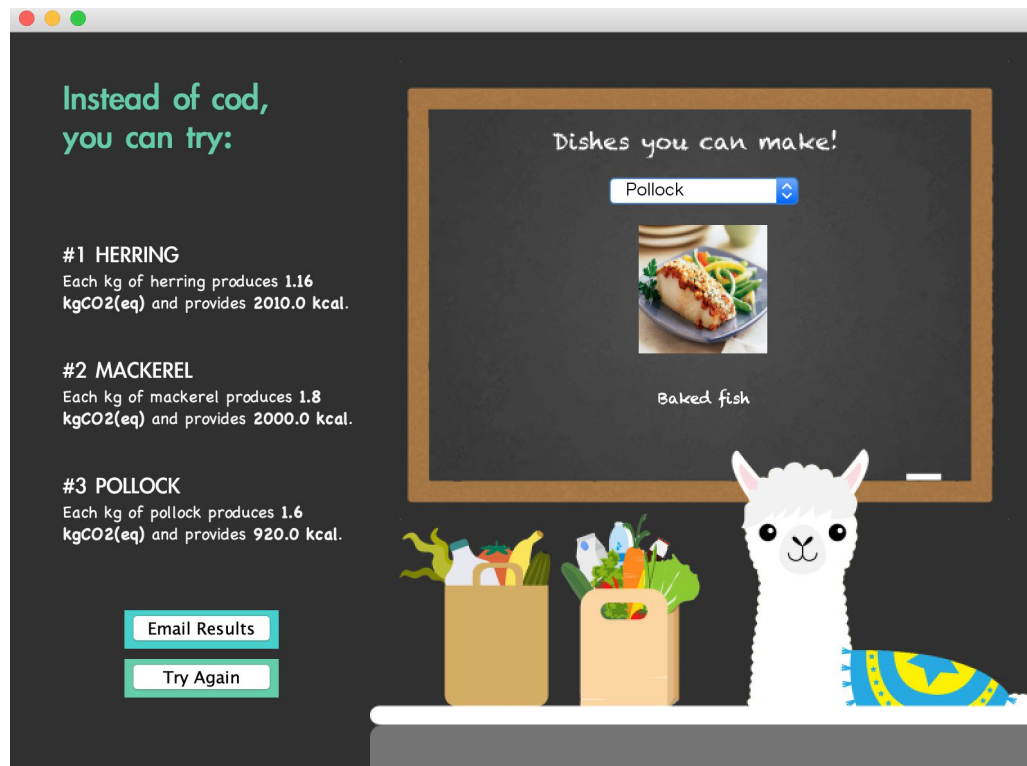 Instead of cod,
you can try:
#1 HERRING
Each kg of herring produces 1.16
kgCO2(eq) and provides 2010.0 kcal.
#2 MACKEREL
Each kg of mackerel produces 1.8
kgCO2(eq) and provides 2000.0 kcal.
#3 POLLOCK
Each kg of pollock produces 1.6
kgCO2(eq) and provides 920.0 kcal.
Email Results
Try Again
Dishes you can make!
Pollock
Baked fish